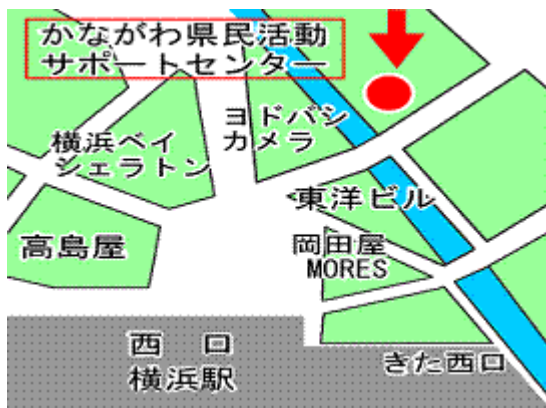 かながわ県民活動
サポートセンター
ヨドバシ
カメラ
横浜ベイ
シェラトン
東洋ビル
高島屋
岡田屋
MORES
西 口
横浜駅
きた西口